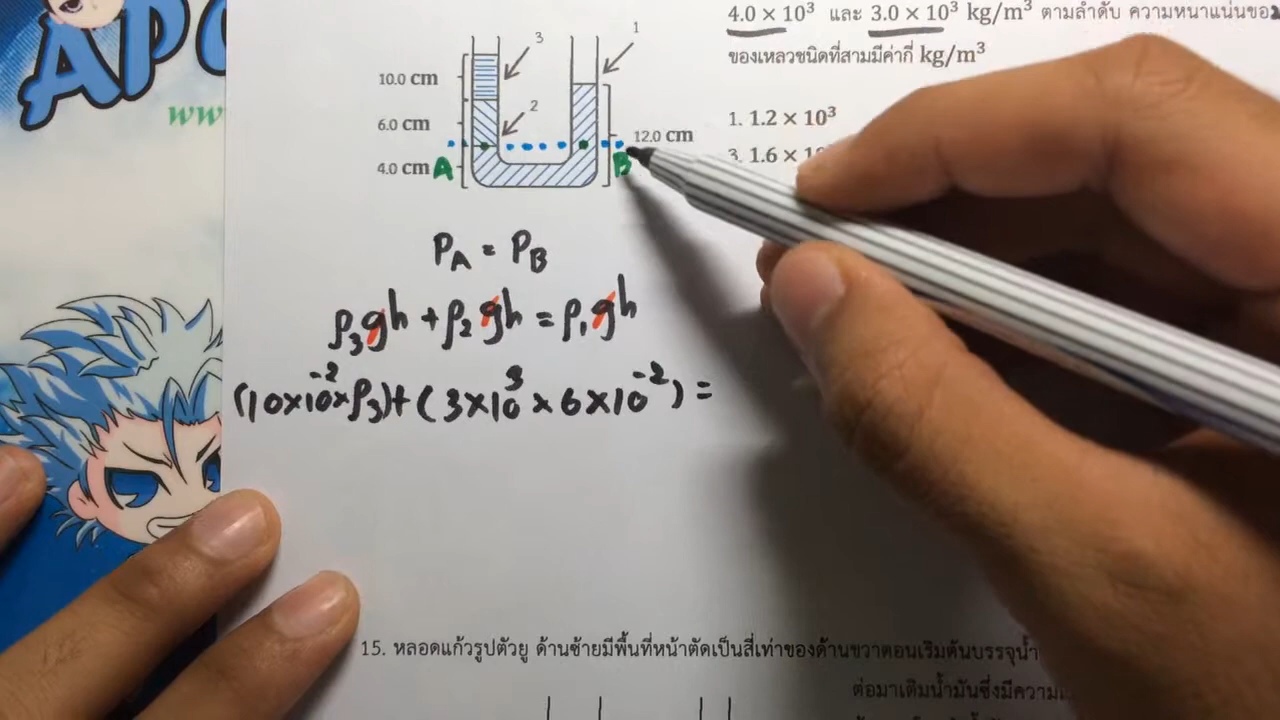 APO
www
4.0 × 10³ และ 3.0 × 10³ kg/m³ ตามลำดับ ความหนาแน่นของ
ของเหลวชนิดที่สามมีค่ากี่ kg/m³
1. 1.2 × 10³
3. 1.6 ×
3
1
10.0 cm
2
6.0 cm
12.0 cm
4.0 cm A
B
P_A = P_B
ρ₃gh + ρ₂gh = ρ₁gh
(10×10⁻²×ρ₃)+(3×10³×6×10⁻²) =
15. หลอดแก้วรูปตัวยู ด้านซ้ายมีพื้นที่หน้าตัดเป็นสี่เท่าของด้านขวาตอนเริ่มต้นบรรจุน้ำ
ต่อมาเติมน้ำมันซึ่งมีความ